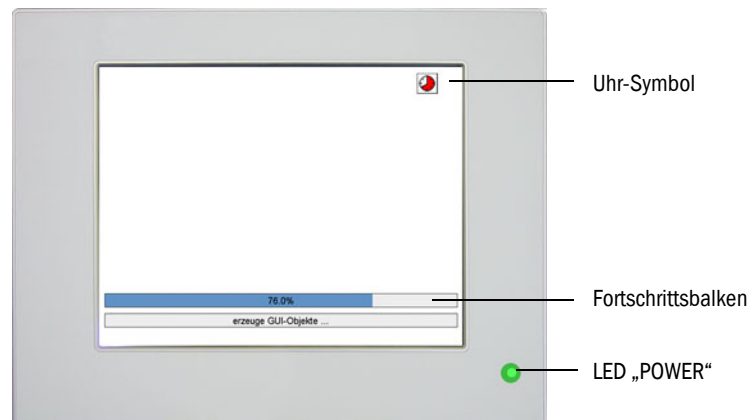 Uhr-Symbol
76.0%
Fortschrittsbalken
erzeuge GUI-Objekte ...
LED „POWER“